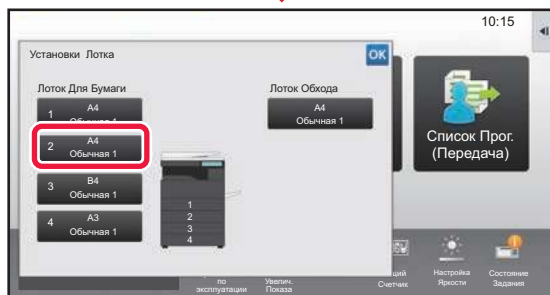 10:15
Установки Лотка
OK
Лоток Для Бумаги
Лоток Обхода
1
A4
Обычная 1
2
A4
Обычная 1
3
B4
Обычная 1
4
A3
Обычная 1
A4
Обычная 1
1
2
3
4
Список Прог.
(Передача)
по
эксплуатации
Увелич.
Показа
Счетчик
Настройка
Яркости
Состояние
Задания